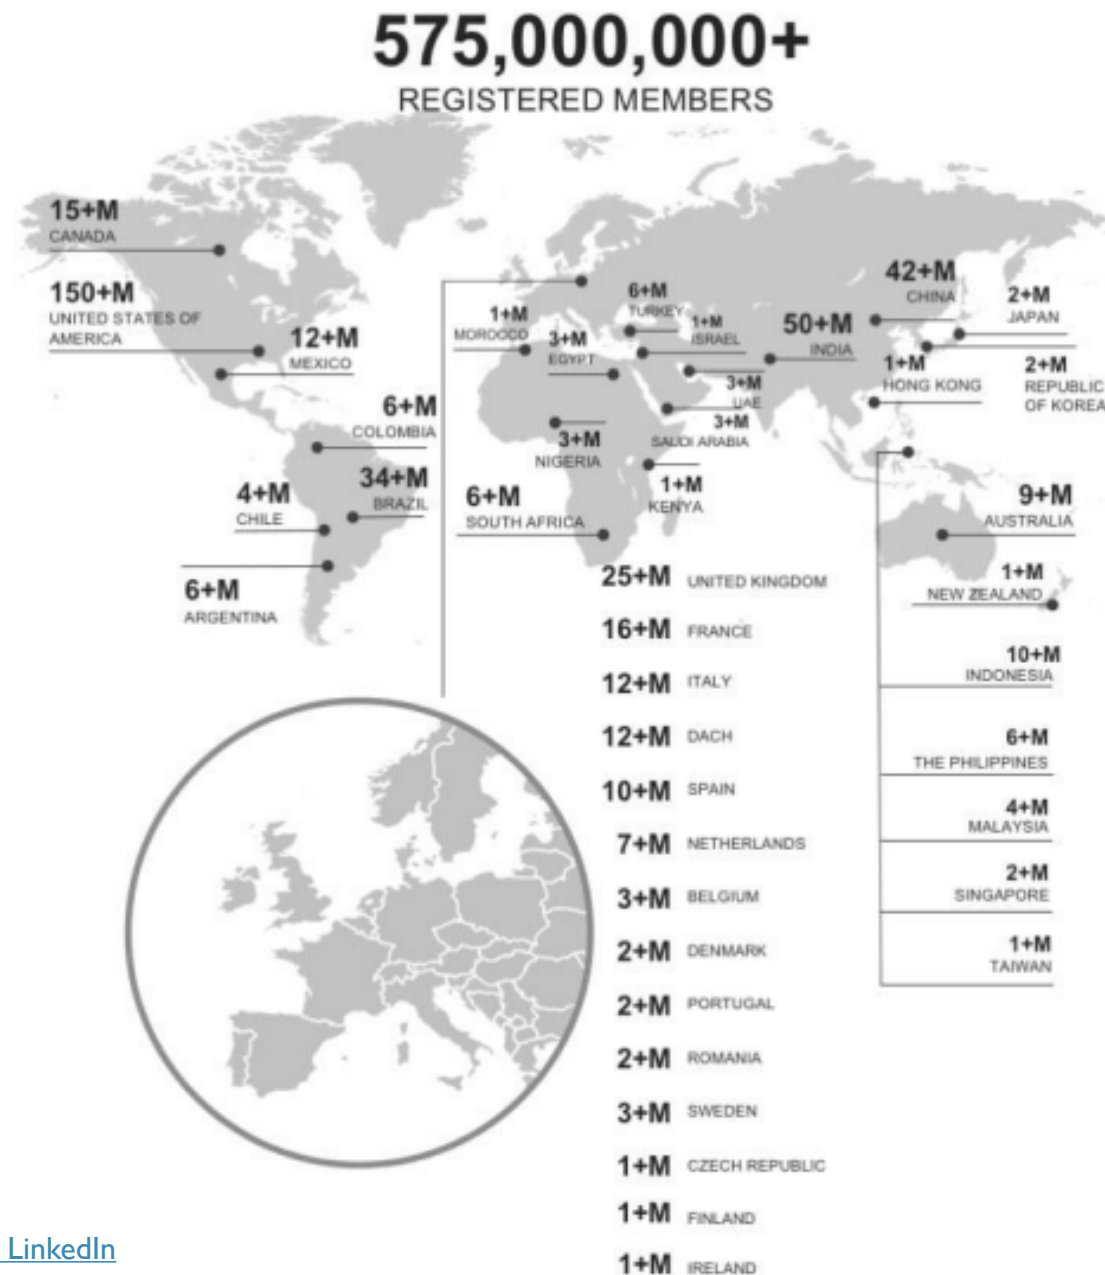 575,000,000+
REGISTERED MEMBERS
15+M
CANADA
150+M
UNITED STATES OF
AMERICA
12+M
MEXICO
6+M
COLOMBIA
34+M
BRAZIL
4+M
CHILE
6+M
ARGENTINA
1+M
MOROCCO
3+M
EGYPT
6+M
TURKEY
1+M
ISRAEL
3+M
UAE
3+M
SAUDI ARABIA
3+M
NIGERIA
1+M
KENYA
6+M
SOUTH AFRICA
50+M
INDIA
42+M
CHINA
2+M
JAPAN
2+M
REPUBLIC
OF KOREA
1+M
HONG KONG
9+M
AUSTRALIA
1+M
NEW ZEALAND
10+M
INDONESIA
6+M
THE PHILIPPINES
4+M
MALAYSIA
2+M
SINGAPORE
1+M
TAIWAN
25+M UNITED KINGDOM
16+M FRANCE
12+M ITALY
12+M DACH
10+M SPAIN
7+M NETHERLANDS
3+M BELGIUM
2+M DENMARK
2+M PORTUGAL
2+M ROMANIA
3+M SWEDEN
1+M CZECH REPUBLIC
1+M FINLAND
1+M IRELAND
LinkedIn